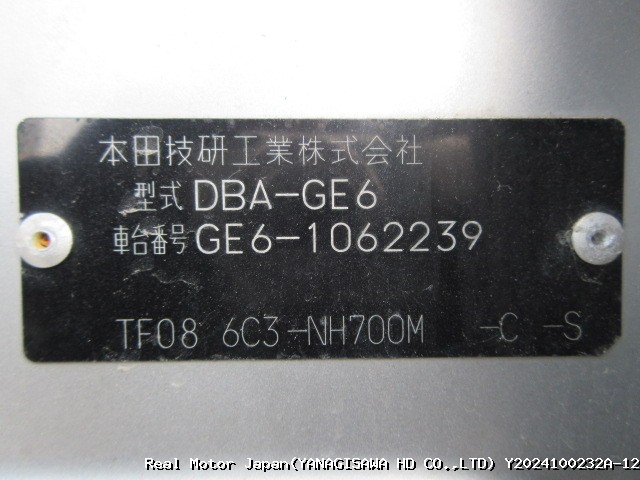 本田技研工業株式会社
型式 DBA-GE6
車台番号 GE6-1062239
TF08 6C3-NH700M -C -S
Real Motor Japan(YANAGISAWA HD CO.,LTD) Y2024100232A-12